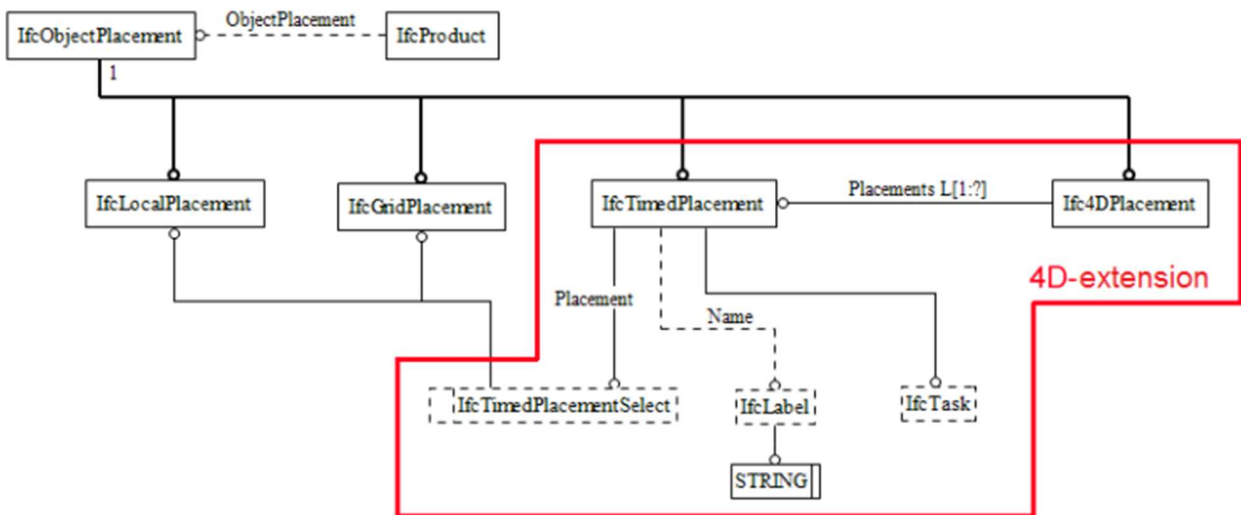 ObjectPlacement
IfcObjectPlacement
IfcProduct
1
IfcLocalPlacement
IfcGridPlacement
IfcTimedPlacement
Placements L[1:?]
Ifc4DPlacement
4D-extension
Placement
Name
IfcTimedPlacementSelect
IfcLabel
IfcTask
STRING